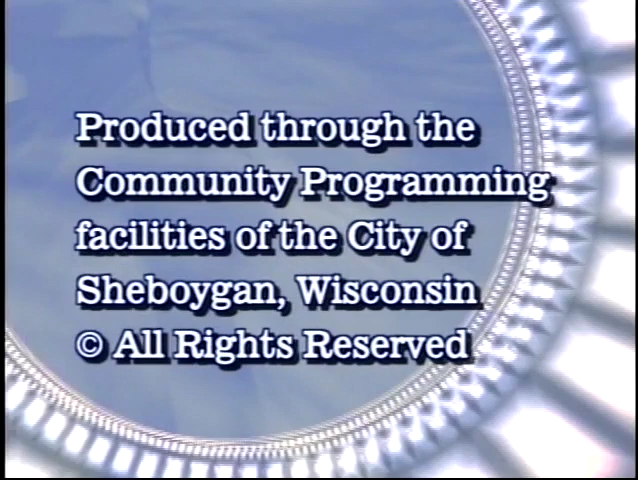 Produced through the
Community Programming
facilities of the City of
Sheboygan, Wisconsin
© All Rights Reserved